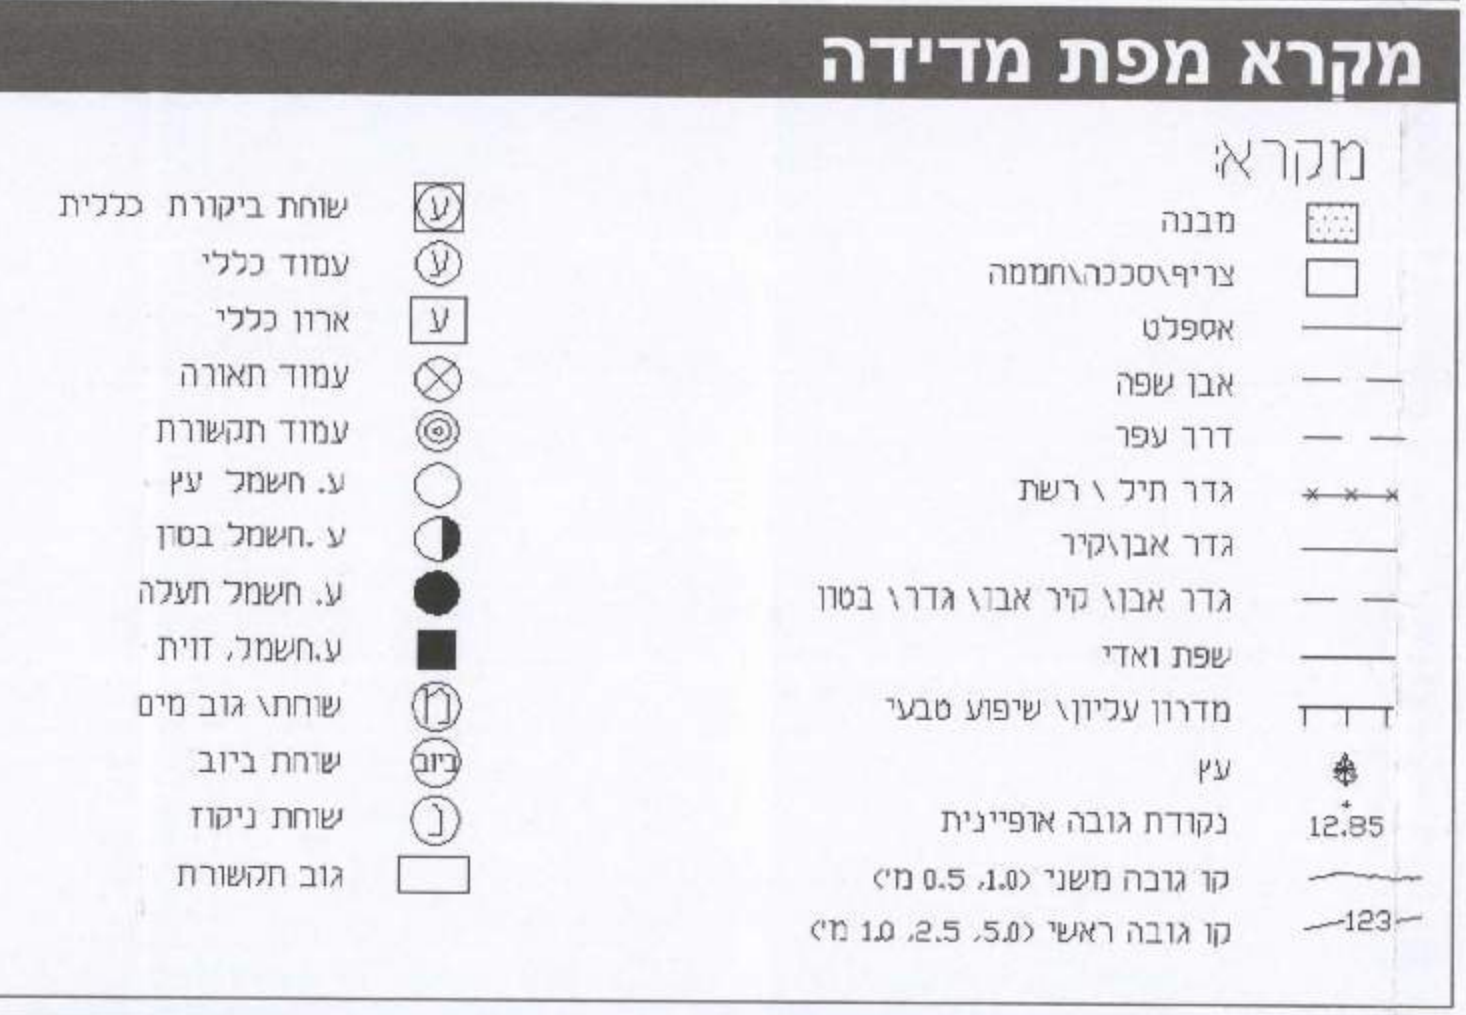 מקרא מפת מדידה
מקרא:
מבנה
צריף\סככה\חממה
אספלט
אבן שפה
דרך עפר
גדר תיל \ רשת
גדר אבן\קיר
גדר אבן\ קיר אבן\ גדר\ בטון
שפת ואדי
מדרון עליון\ שיפוע טבעי
עץ
נקודת גובה אופיינית 12.85
קו גובה משני (1.0, 0.5 מ')
קו גובה ראשי (5.0, 2.5, 1.0 מ') 123
ע שוחת ביקורת כללית
ע עמוד כללי
ע ארון כללי
עמוד תאורה
עמוד תקשורת
ע. חשמל עץ
ע .חשמל בטון
ע. חשמל תעלה
ע.חשמל, זוית
מ שוחת\ גוב מים
ביוב שוחת ביוב
נ שוחת ניקוז
גוב תקשורת